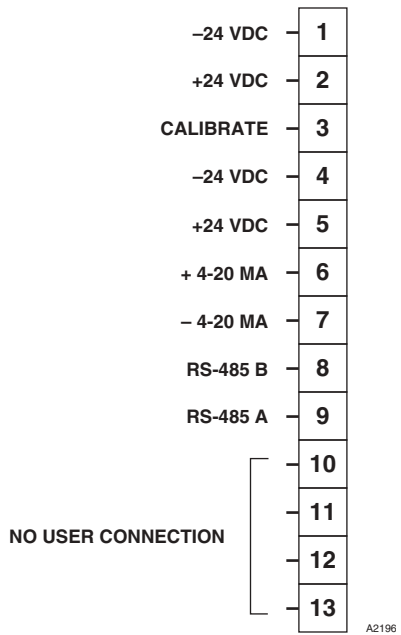 –24 VDC – 1
+24 VDC – 2
CALIBRATE – 3
–24 VDC – 4
+24 VDC – 5
+ 4-20 MA – 6
– 4-20 MA – 7
RS-485 B – 8
RS-485 A – 9
– 10
– 11
NO USER CONNECTION
– 12
– 13
A2196